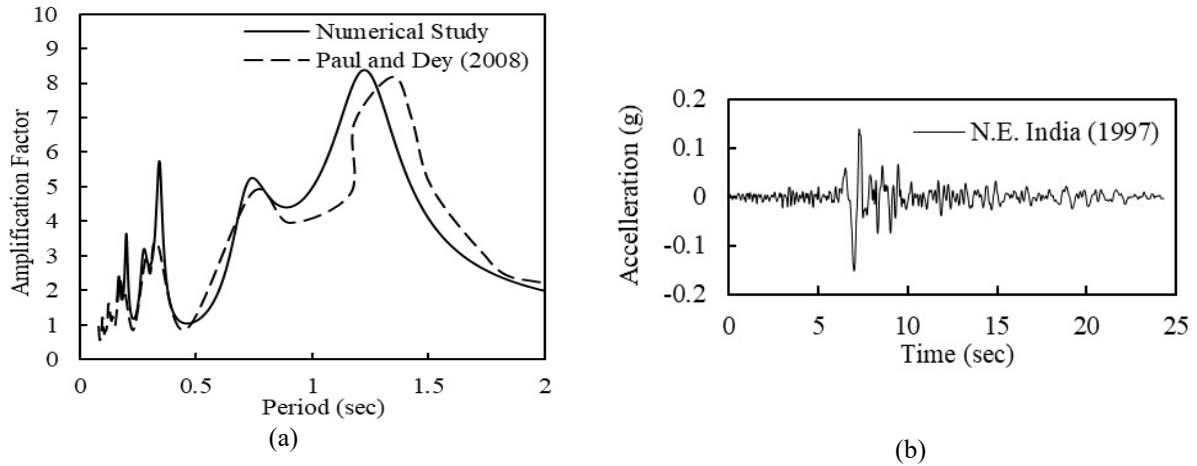 10
9
8
7
6
5
4
3
2
1
0
Amplification Factor
Numerical Study
Paul and Dey (2008)
0 0.5 1 1.5 2
Period (sec)
(a)
0.2
0.1
0
-0.1
-0.2
Accelleration (g)
N.E. India (1997)
0 5 10 15 20 25
Time (sec)
(b)